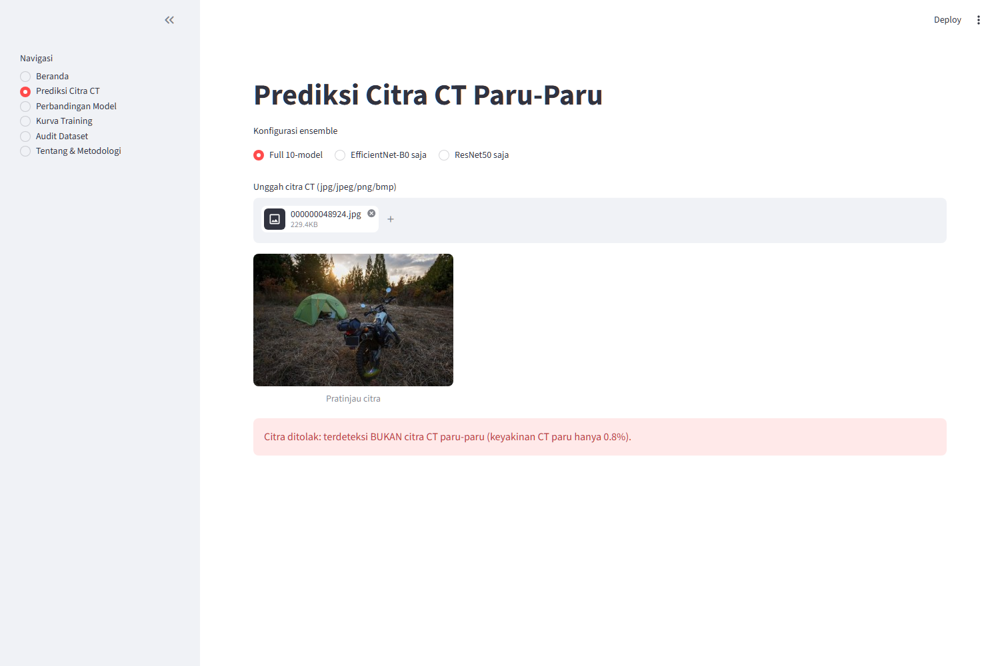 Deploy
Navigasi
Beranda
Prediksi Citra CT
Perbandingan Model
Kurva Training
Audit Dataset
Tentang & Metodologi
Prediksi Citra CT Paru-Paru
Konfigurasi ensemble
Full 10-model
EfficientNet-B0 saja
ResNet50 saja
Unggah citra CT (jpg/jpeg/png/bmp)
000000048924.jpg
229.4KB
Pratinjau citra
Citra ditolak: terdeteksi BUKAN citra CT paru-paru (keyakinan CT paru hanya 0.8%).